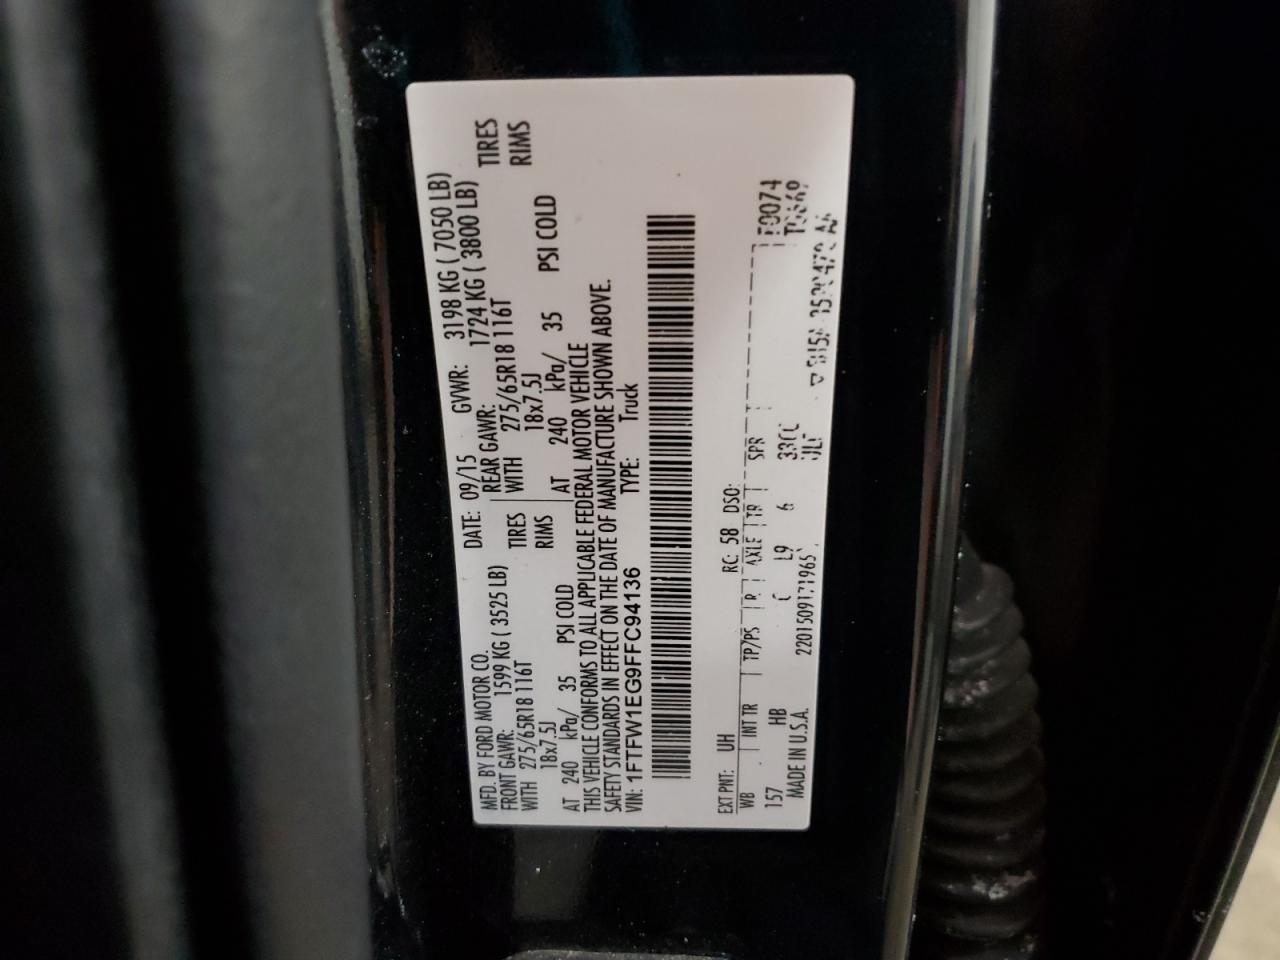 MFD. BY FORD MOTOR CO. DATE: 09/15 GVWR: 3198 KG ( 7050 LB)
FRONT GAWR: 1599 KG ( 3525 LB) REAR GAWR: 1724 KG ( 3800 LB)
WITH 275/65R18 116T TIRES WITH 275/65R18 116T TIRES
18x7.5J RIMS 18x7.5J RIMS
AT 240 kPa/ 35 PSI COLD AT 240 kPa/ 35 PSI COLD
THIS VEHICLE CONFORMS TO ALL APPLICABLE FEDERAL MOTOR VEHICLE
SAFETY STANDARDS IN EFFECT ON THE DATE OF MANUFACTURE SHOWN ABOVE.
VIN: 1FTFW1EG9FFC94136 TYPE: Truck
EXT PNT: UH RC: 58 DSO:
WB INT TR TP/PS R AXLE TR SPR T0074
157 HB L9 6
MADE IN U.S.A.